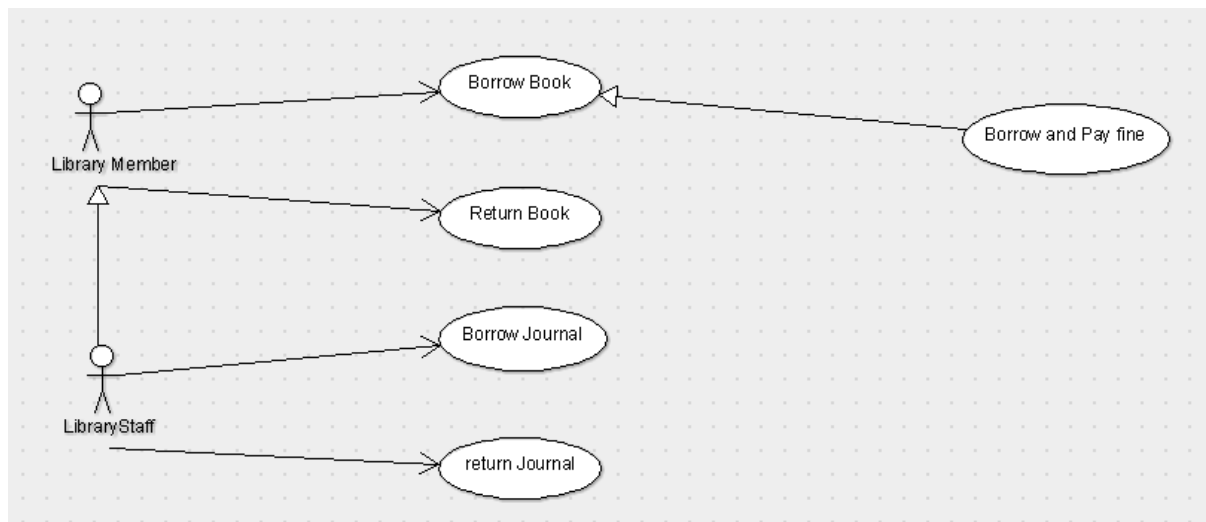 Borrow Book
Borrow and Pay fine
Library Member
Return Book
Borrow Journal
LibraryStaff
return Journal